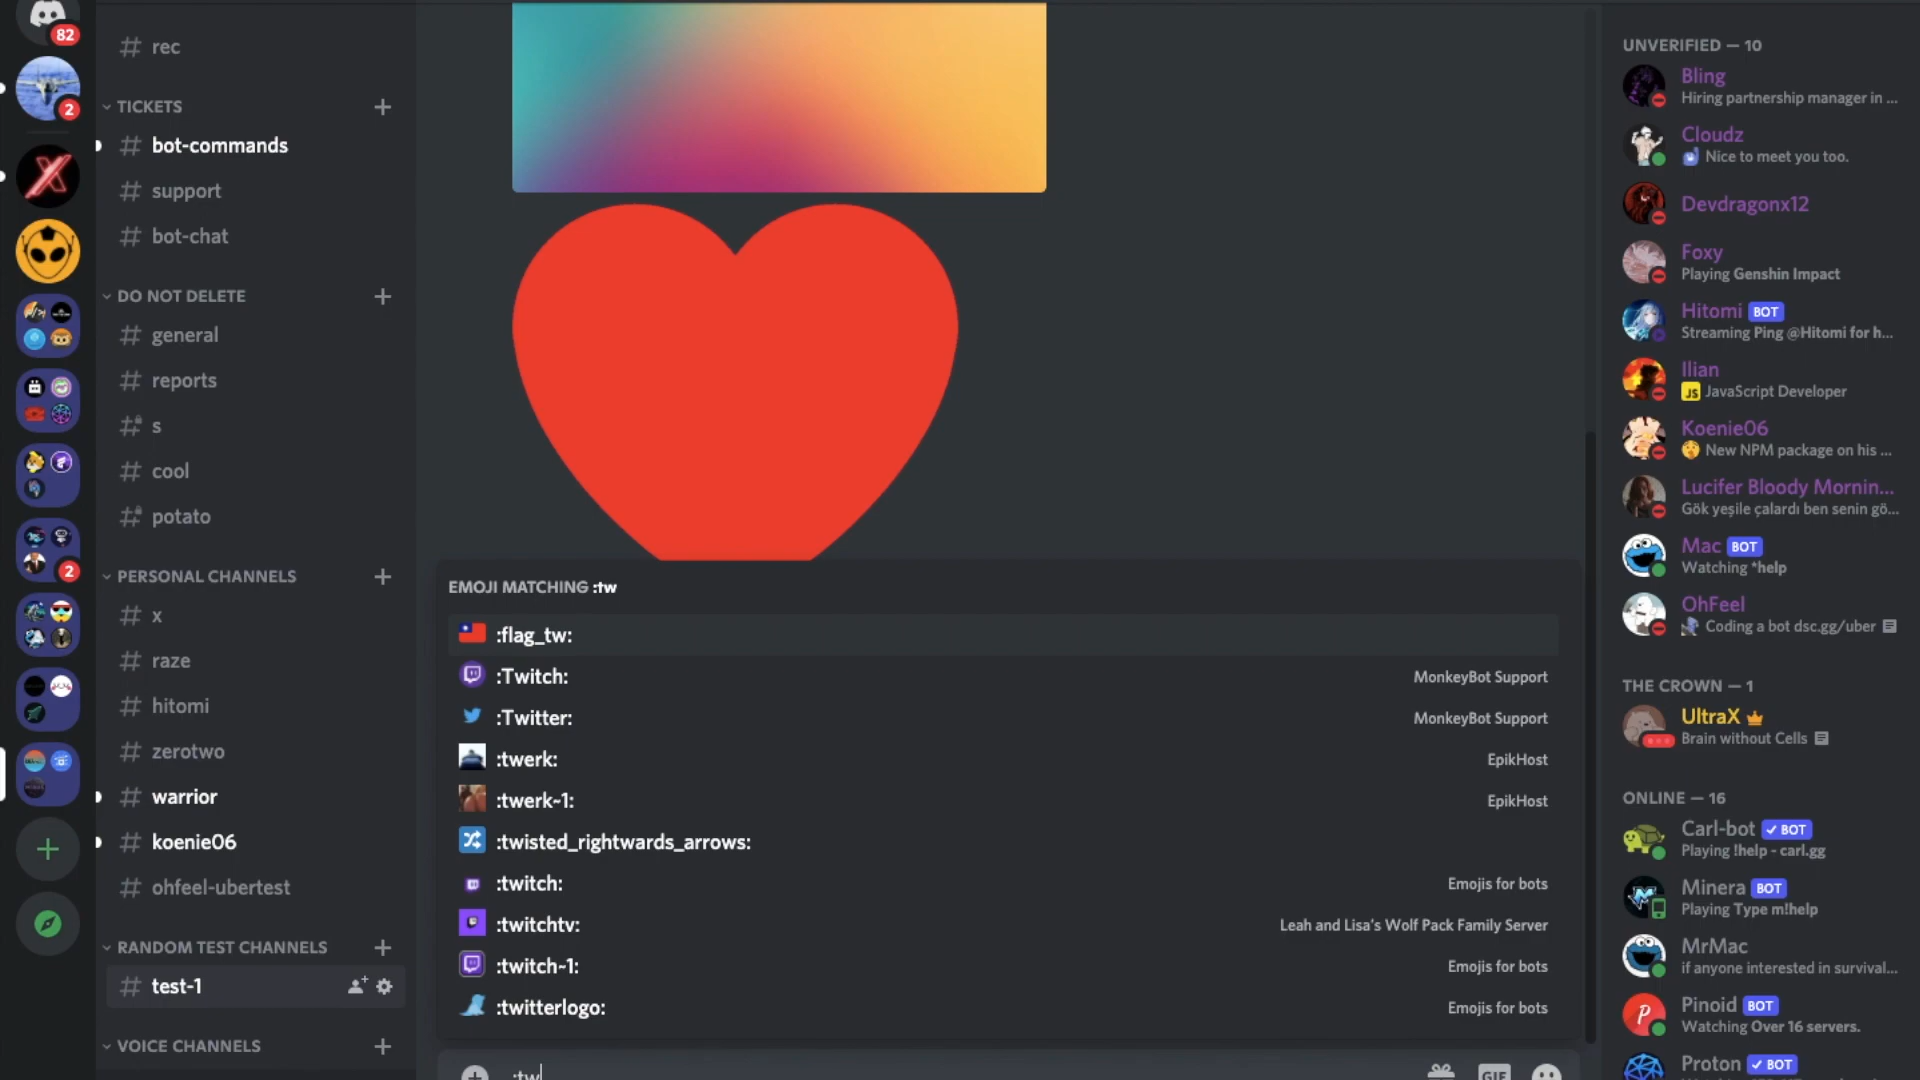 82
2
2
rec
TICKETS
bot-commands
support
bot-chat
DO NOT DELETE
general
reports
s
cool
potato
PERSONAL CHANNELS
x
raze
hitomi
zerotwo
warrior
koenie06
ohfeel-ubertest
RANDOM TEST CHANNELS
test-1
VOICE CHANNELS
EMOJI MATCHING :tw
:flag_tw:
:Twitch: MonkeyBot Support
:Twitter: MonkeyBot Support
:twerk: EpikHost
:twerk~1: EpikHost
:twisted_rightwards_arrows:
:twitch: Emojis for bots
:twitchtv: Leah and Lisa's Wolf Pack Family Server
:twitch~1: Emojis for bots
:twitterlogo: Emojis for bots
:tw
GIF
UNVERIFIED — 10
Bling
Hiring partnership manager in ...
Cloudz
Nice to meet you too.
Devdragonx12
Foxy
Playing Genshin Impact
Hitomi BOT
Streaming Ping @Hitomi for h...
Ilian
JS JavaScript Developer
Koenie06
New NPM package on his ...
Lucifer Bloody Mornin...
Gök yeşile çalardı ben senin gö...
Mac BOT
Watching *help
OhFeel
Coding a bot dsc.gg/uber
THE CROWN — 1
UltraX
Brain without Cells
ONLINE — 16
Carl-bot ✓ BOT
Playing !help - carl.gg
Minera BOT
Playing Type m!help
MrMac
if anyone interested in survival...
Pinoid BOT
Watching Over 16 servers.
Proton ✓ BOT